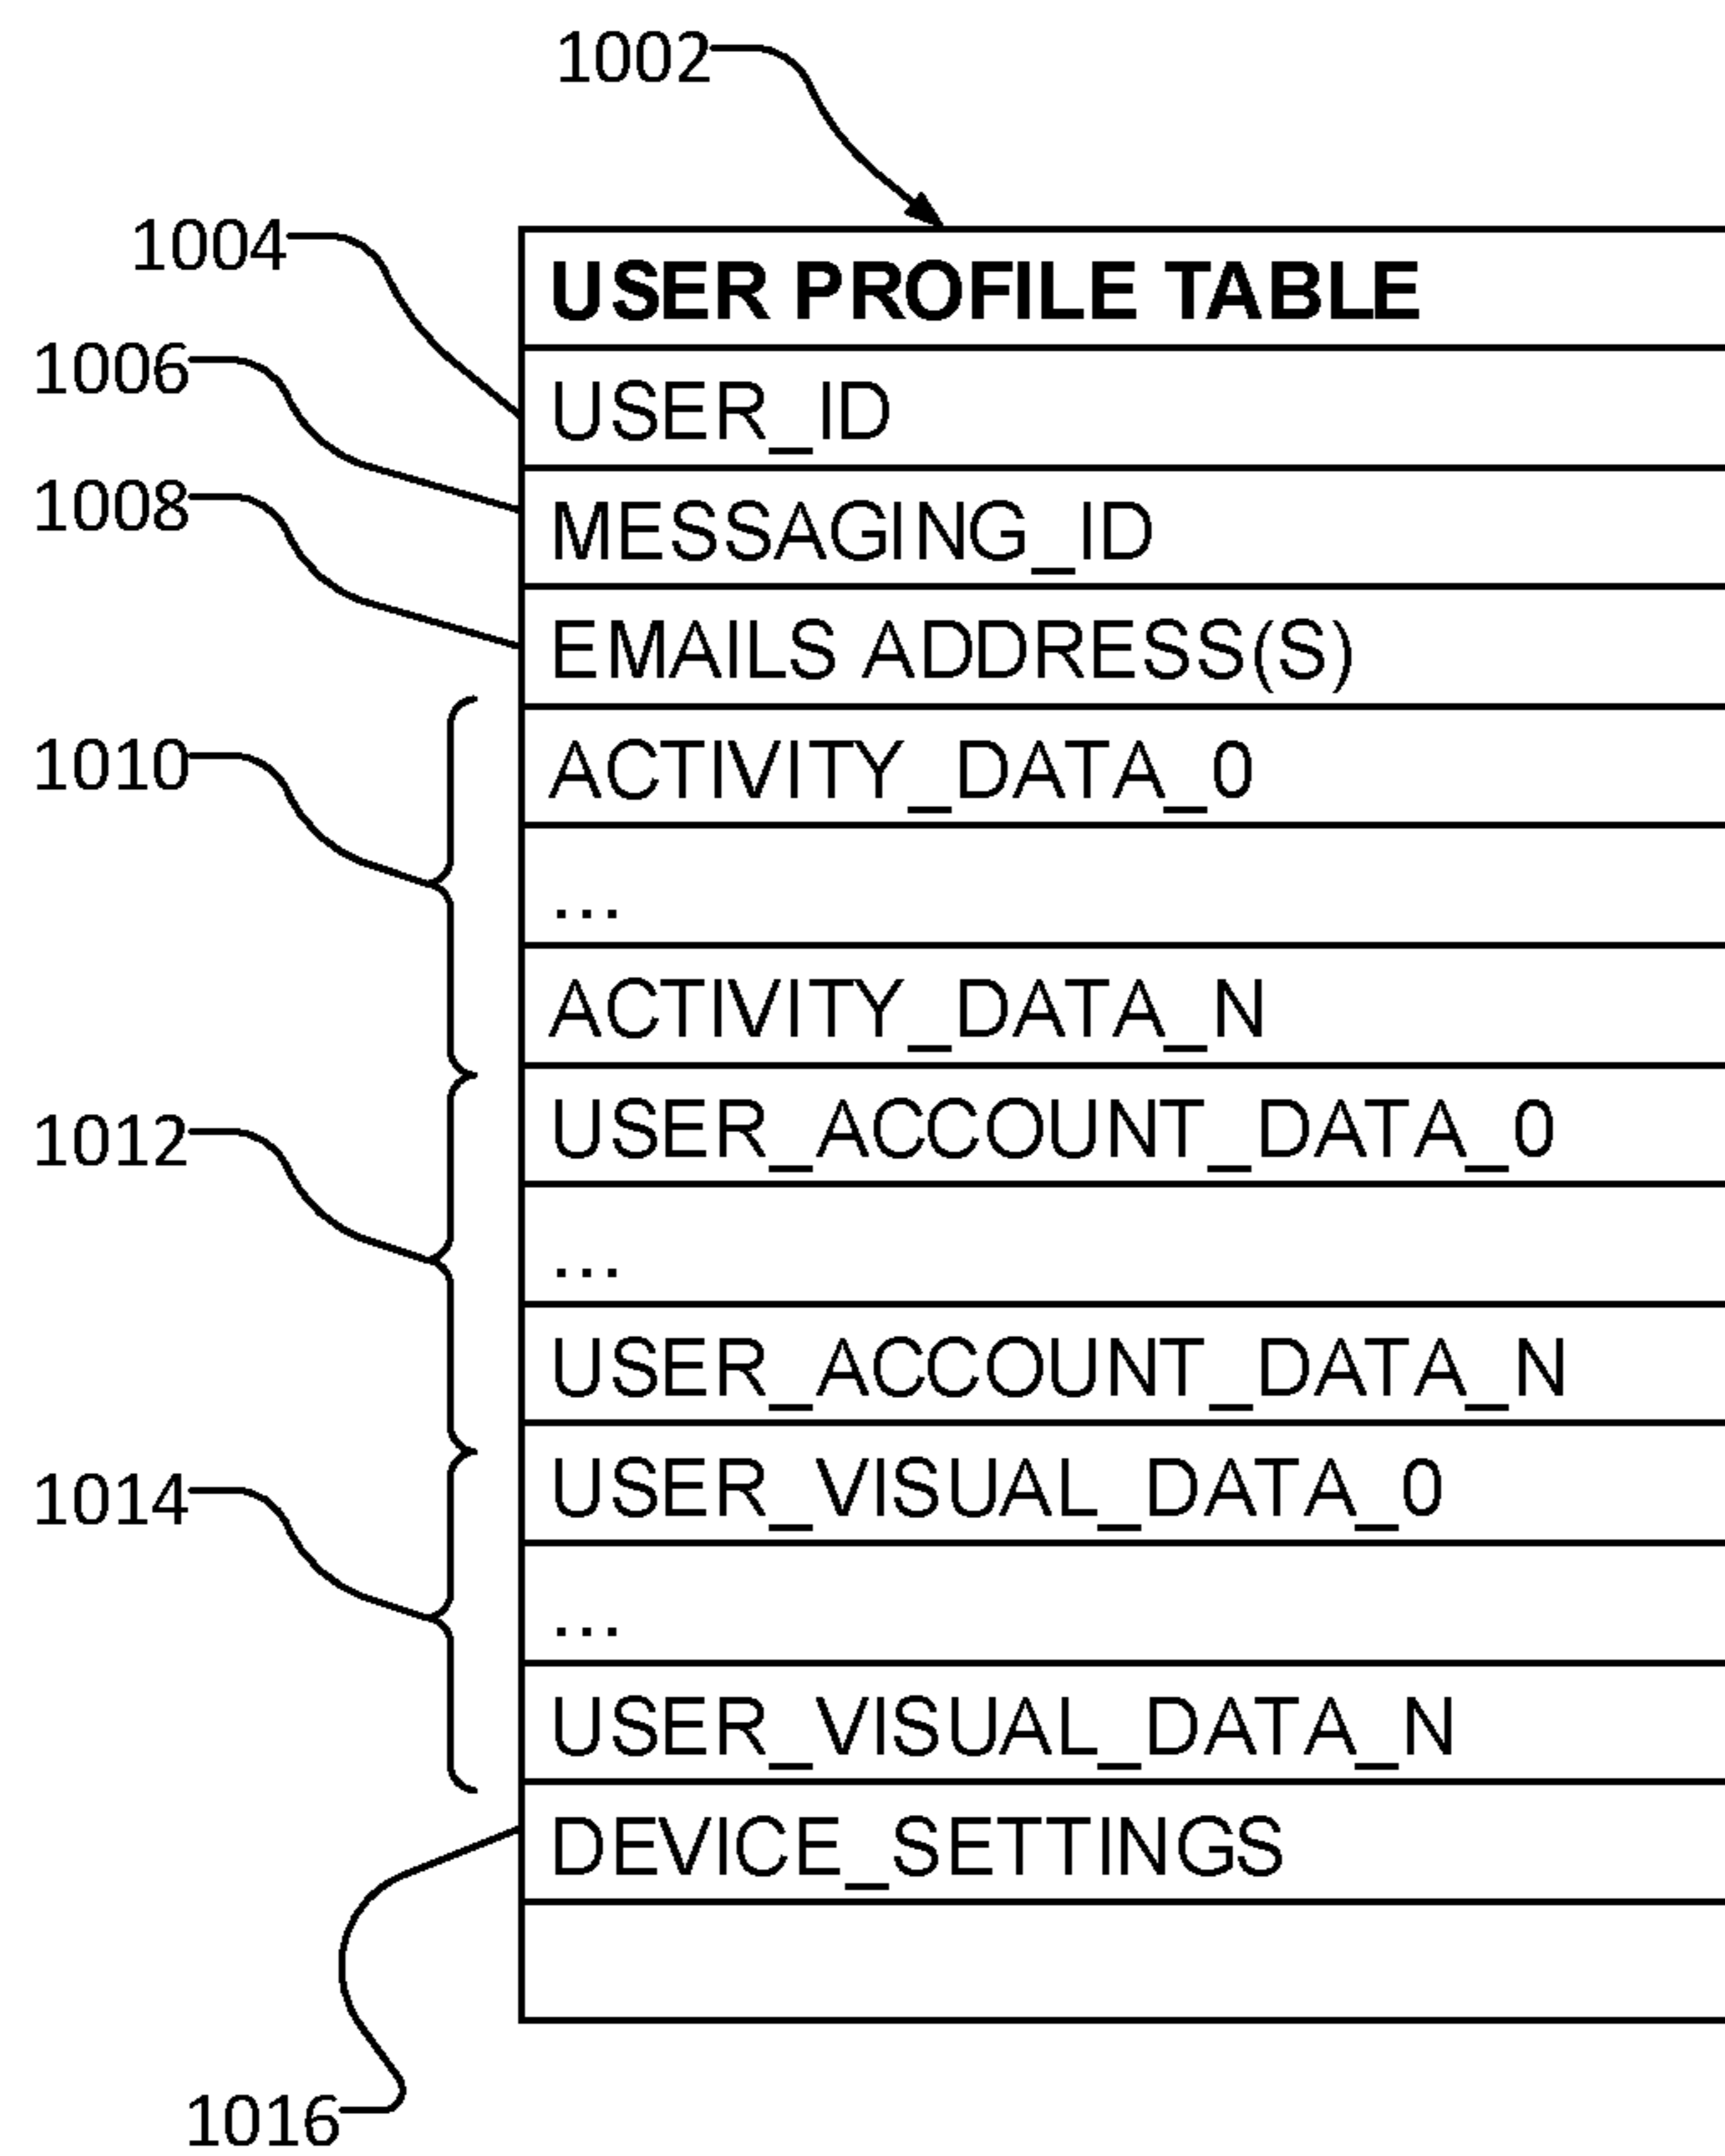 1002
1004
USER PROFILE TABLE
1006
USER_ID
1008
MESSAGING_ID
EMAILS ADDRESS(S)
1010
ACTIVITY_DATA_0
...
ACTIVITY_DATA_N
1012
USER_ACCOUNT_DATA_0
...
USER_ACCOUNT_DATA_N
1014
USER_VISUAL_DATA_0
...
USER_VISUAL_DATA_N
DEVICE_SETTINGS
1016